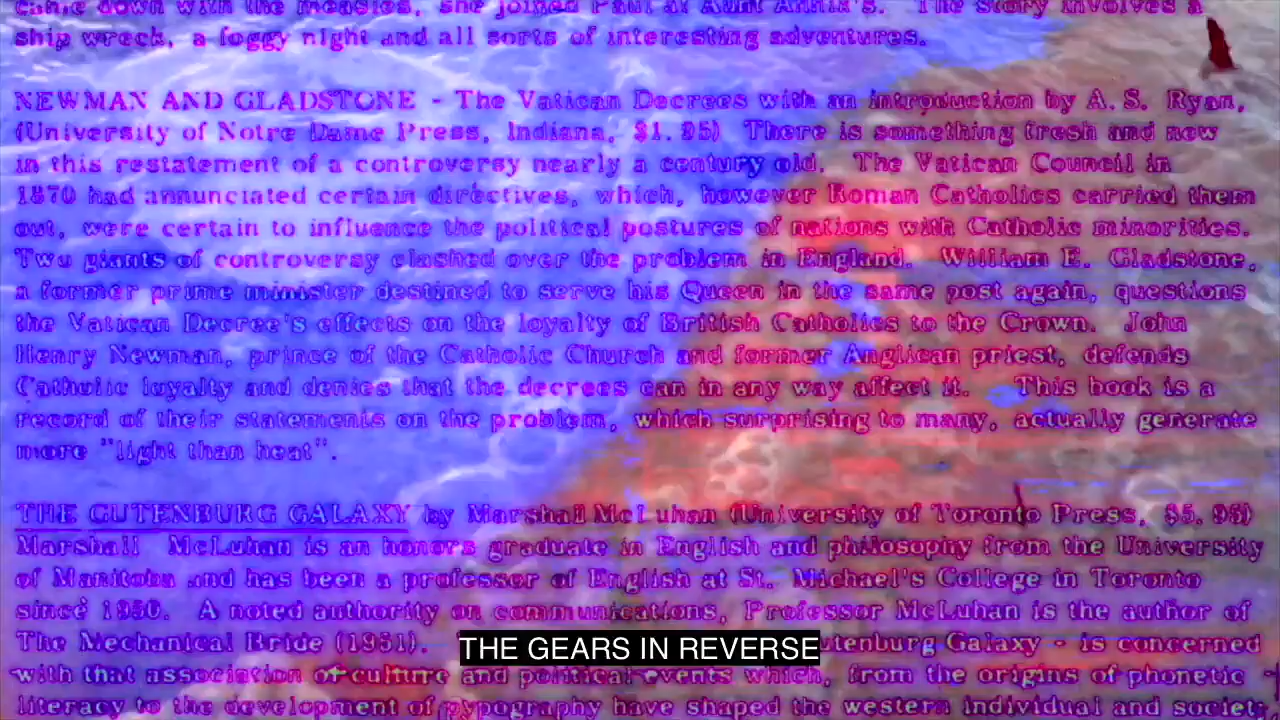 came down with the measles, she joined Paul at Aunt Annik's. The story involves a
ship wreck, a foggy night and all sorts of interesting adventures.
NEWMAN AND GLADSTONE - The Vatican Decrees with an introduction by A. S. Ryan,
(University of Notre Dame Press, Indiana, $1.95) There is something fresh and new
in this restatement of a controversy nearly a century old. The Vatican Council in
1870 had annunciated certain directives, which, however Roman Catholics carried them
out, were certain to influence the political postures of nations with Catholic minorities.
Two giants of controversy clashed over the problem in England. William E. Gladstone,
a former prime minister destined to serve his Queen in the same post again, questions
the Vatican Decree's effects on the loyalty of British Catholics to the Crown. John
Henry Newman, prince of the Catholic Church and former Anglican priest, defends
Catholic loyalty and denies that the decrees can in any way affect it. This book is a
record of their statements on the problem, which surprising to many, actually generate
more "light than heat".
THE GUTENBURG GALAXY by Marshall McLuhan (University of Toronto Press, $5.95)
Marshall McLuhan is an honors graduate in English and philosophy from the University
of Manitoba and has been a professor of English at St. Michael's College in Toronto
since 1950. A noted authority on communications, Professor McLuhan is the author of
The Mechanical Bride (1951). utenburg Galaxy - is concerned
THE GEARS IN REVERSE
with that association of culture and political events which, from the origins of phonetic
literacy to the development of typography have shaped the western individual and society,